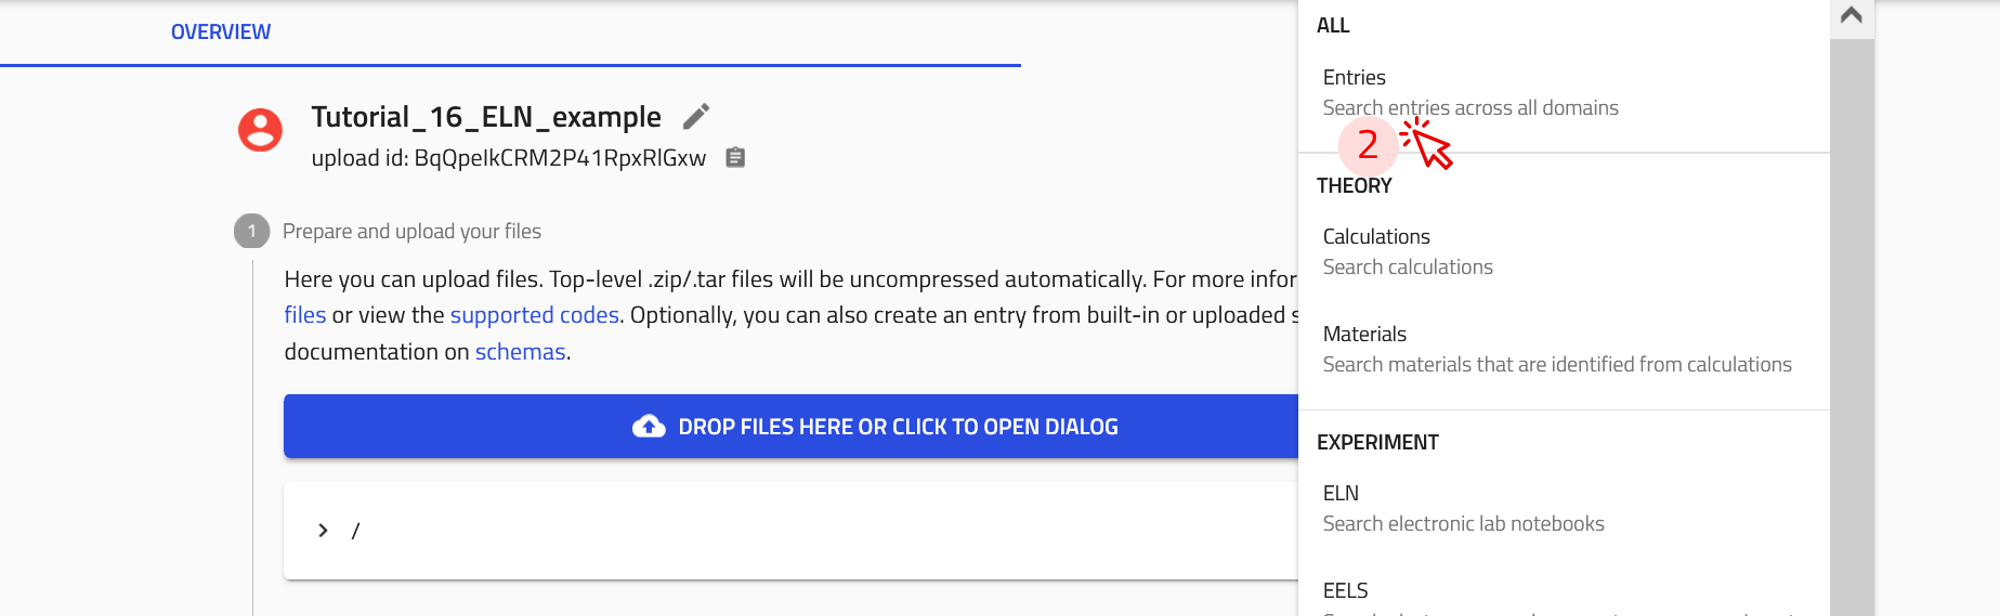 OVERVIEW
Tutorial_16_ELN_example
upload id: BqQpeIkCRM2P41RpxRlGxw
1 Prepare and upload your files
Here you can upload files. Top-level .zip/.tar files will be uncompressed automatically. For more infor
files or view the supported codes. Optionally, you can also create an entry from built-in or uploaded s
documentation on schemas.
DROP FILES HERE OR CLICK TO OPEN DIALOG
/
ALL
Entries
Search entries across all domains
2
THEORY
Calculations
Search calculations
Materials
Search materials that are identified from calculations
EXPERIMENT
ELN
Search electronic lab notebooks
EELS